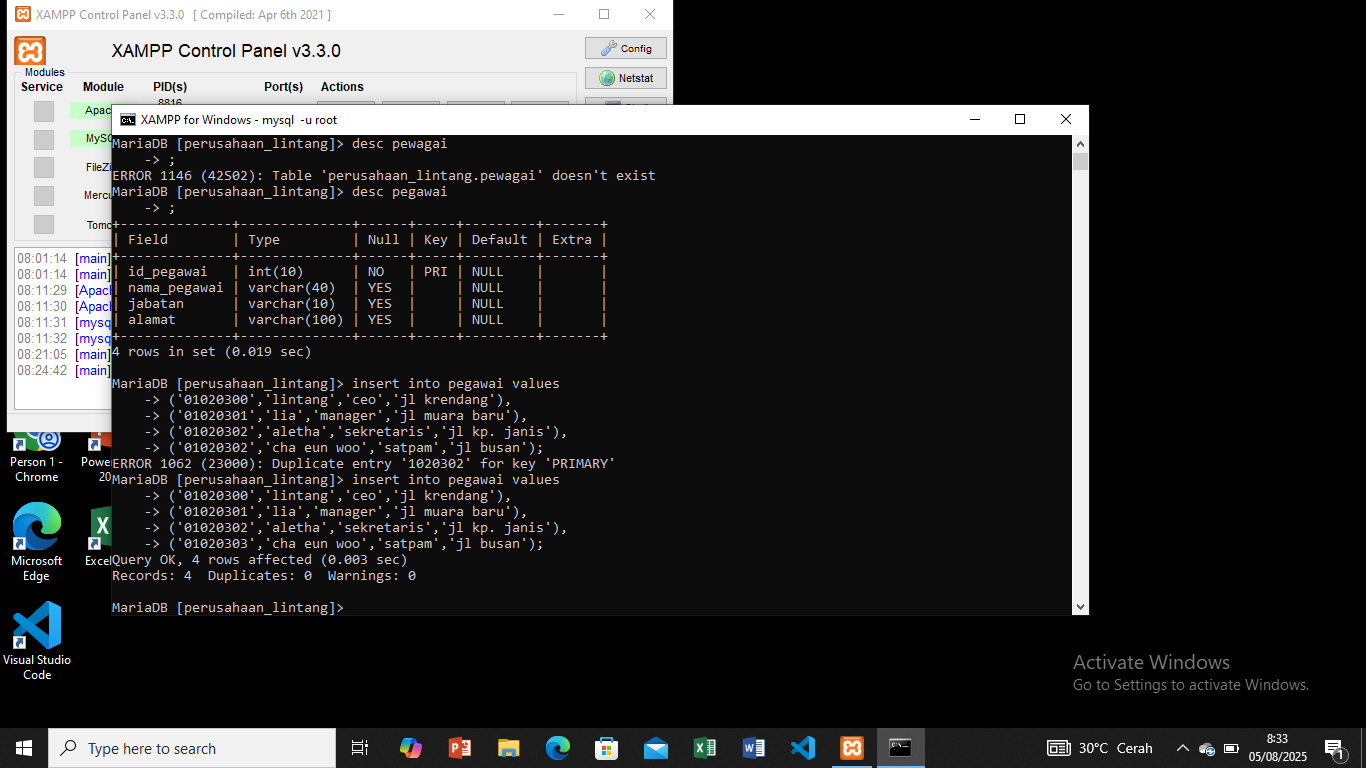 XAMPP Control Panel v3.3.0 [ Compiled: Apr 6th 2021 ]
XAMPP Control Panel v3.3.0
Config
Modules
Service Module PID(s) Port(s) Actions
Netstat
8816
Apac
XAMPP for Windows - mysql -u root
MySQ
FileZi
Mercu
Tomc
08:01:14 [main]
08:01:14 [main]
08:11:29 [Apac
08:11:30 [Apac
08:11:31 [mysq
08:11:32 [mysq
08:21:05 [main]
08:24:42 [main]
MariaDB [perusahaan_lintang]> desc pewagai
-> ;
ERROR 1146 (42S02): Table 'perusahaan_lintang.pewagai' doesn't exist
MariaDB [perusahaan_lintang]> desc pegawai
-> ;
+--------------+--------------+------+-----+---------+-------+
| Field | Type | Null | Key | Default | Extra |
+--------------+--------------+------+-----+---------+-------+
| id_pegawai | int(10) | NO | PRI | NULL | |
| nama_pegawai | varchar(40) | YES | | NULL | |
| jabatan | varchar(10) | YES | | NULL | |
| alamat | varchar(100) | YES | | NULL | |
+--------------+--------------+------+-----+---------+-------+
4 rows in set (0.019 sec)
MariaDB [perusahaan_lintang]> insert into pegawai values
-> ('01020300','lintang','ceo','jl krendang'),
-> ('01020301','lia','manager','jl muara baru'),
-> ('01020302','aletha','sekretaris','jl kp. janis'),
-> ('01020302','cha eun woo','satpam','jl busan');
ERROR 1062 (23000): Duplicate entry '1020302' for key 'PRIMARY'
MariaDB [perusahaan_lintang]> insert into pegawai values
-> ('01020300','lintang','ceo','jl krendang'),
-> ('01020301','lia','manager','jl muara baru'),
-> ('01020302','aletha','sekretaris','jl kp. janis'),
-> ('01020303','cha eun woo','satpam','jl busan');
Query OK, 4 rows affected (0.003 sec)
Records: 4 Duplicates: 0 Warnings: 0
MariaDB [perusahaan_lintang]>
Person 1 -
Chrome
Powe
20
Microsoft
Edge
Excel
Visual Studio
Code
Activate Windows
Go to Settings to activate Windows.
Type here to search
30°C Cerah
8:33
05/08/2025
1